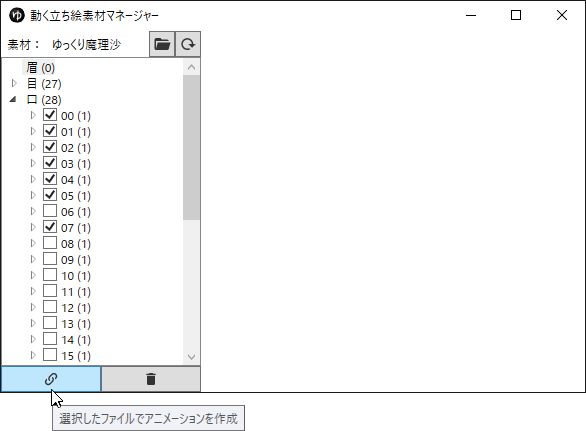 ゆ 動く立ち絵素材マネージャー
素材： ゆっくり魔理沙
眉 (0)
目 (27)
口 (28)
00 (1)
01 (1)
02 (1)
03 (1)
04 (1)
05 (1)
06 (1)
07 (1)
08 (1)
09 (1)
10 (1)
11 (1)
12 (1)
13 (1)
14 (1)
15 (1)
選択したファイルでアニメーションを作成